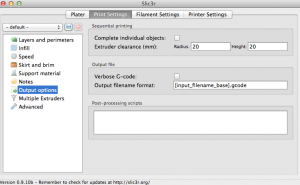 Slic3r
Plater
Print Settings
Filament Settings
Printer Settings
- default -
Layers and perimeters
Infill
Speed
Skirt and brim
Support material
Notes
Output options
Multiple Extruders
Advanced
Sequential printing
Complete individual objects:
Extruder clearance (mm): Radius: 20 Height: 20
Output file
Verbose G-code:
Output filename format: [input_filename_base].gcode
Post-processing scripts
Version 0.9.10b - Remember to check for updates at http://slic3r.org/